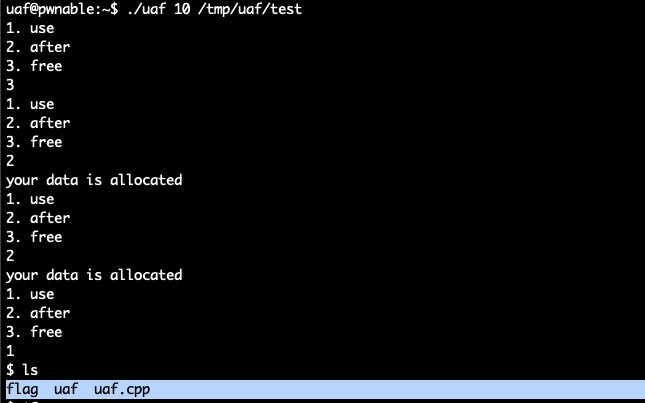 uaf@pwnable:~$ ./uaf 10 /tmp/uaf/test
1. use
2. after
3. free
3
1. use
2. after
3. free
2
your data is allocated
1. use
2. after
3. free
2
your data is allocated
1. use
2. after
3. free
1
$ ls
flag  uaf  uaf.cpp